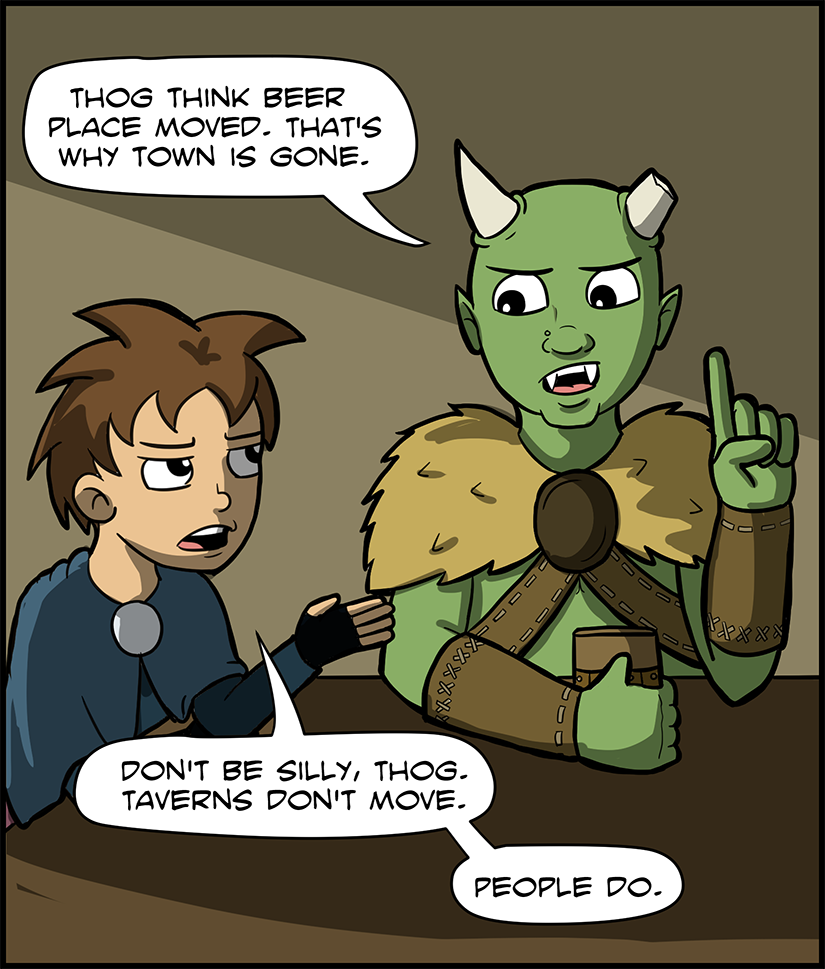 THOG THINK BEER
PLACE MOVED. THAT'S
WHY TOWN IS GONE.
DON'T BE SILLY, THOG.
TAVERNS DON'T MOVE.
PEOPLE DO.